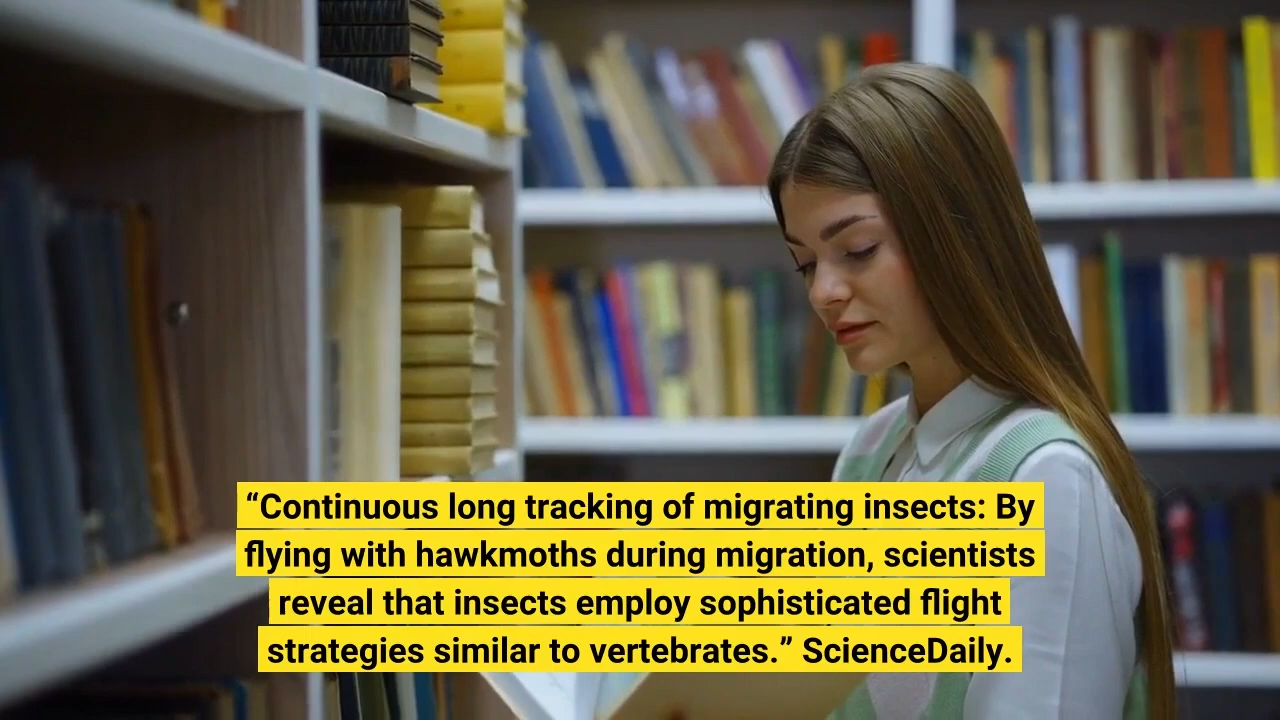 “Continuous long tracking of migrating insects: By
flying with hawkmoths during migration, scientists
reveal that insects employ sophisticated flight
strategies similar to vertebrates.” ScienceDaily.